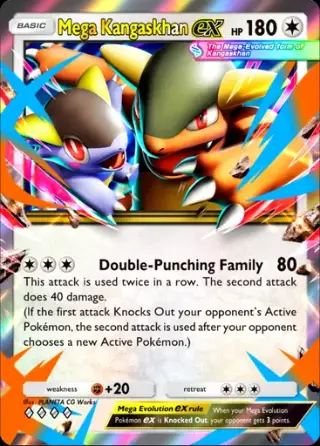 BASIC Mega Kangaskhan ex HP 180
The Mega-Evolved form of
Kangaskhan
Double-Punching Family 80
This attack is used twice in a row. The second attack
does 40 damage.
(If the first attack Knocks Out your opponent's Active
Pokémon, the second attack is used after your opponent
chooses a new Active Pokémon.)
weakness +20 retreat
Illus. PLANETA CG Works
Mega Evolution ex rule When your Mega Evolution
Pokémon ex is Knocked Out, your opponent gets 3 points.